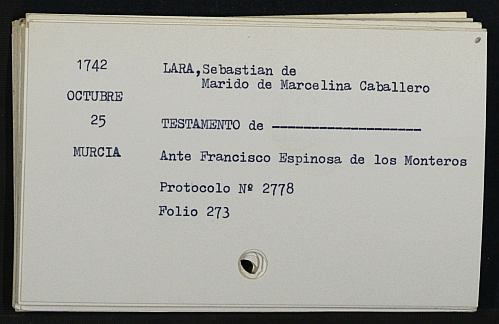 1742 LARA, Sebastian de
Marido de Marcelina Caballero
OCTUBRE
25 TESTAMENTO de -------------------
MURCIA Ante Francisco Espinosa de los Monteros
Protocolo Nº 2778
Folio 273